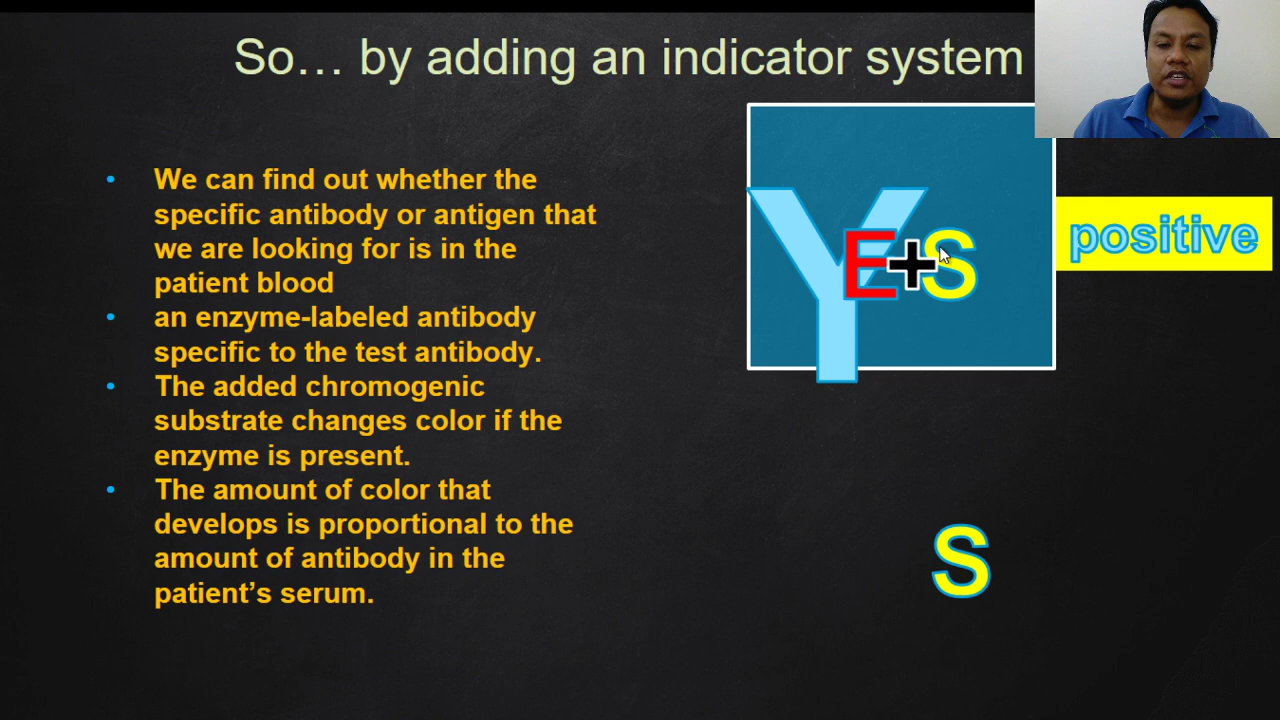 So… by adding an indicator system
• We can find out whether the
specific antibody or antigen that
we are looking for is in the
patient blood
• an enzyme-labeled antibody
specific to the test antibody.
• The added chromogenic
substrate changes color if the
enzyme is present.
• The amount of color that
develops is proportional to the
amount of antibody in the
patient’s serum.
Y E+S
positive
S